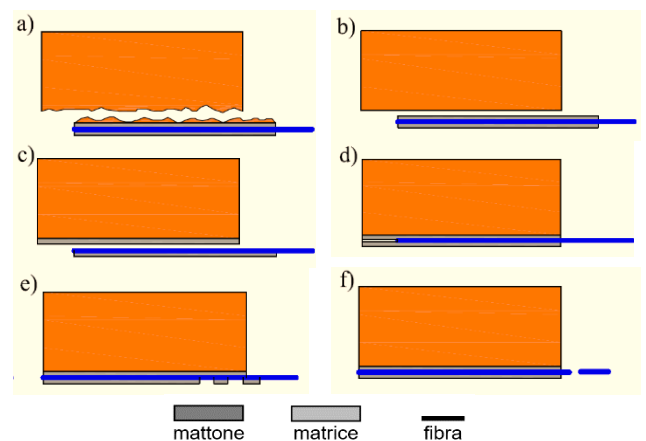 a)
b)
c)
d)
e)
f)
mattone matrice fibra